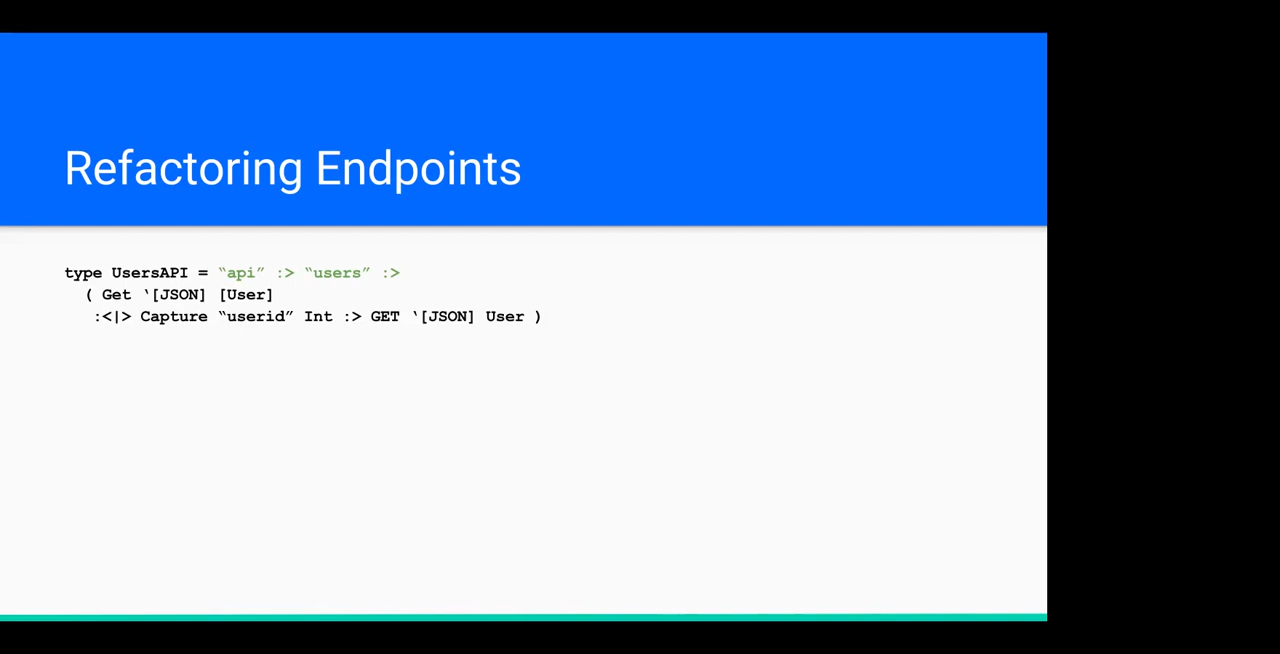 Refactoring Endpoints
type UsersAPI = “api” :> “users” :>
( Get ‘[JSON] [User]
:<|> Capture “userid” Int :> GET ‘[JSON] User )